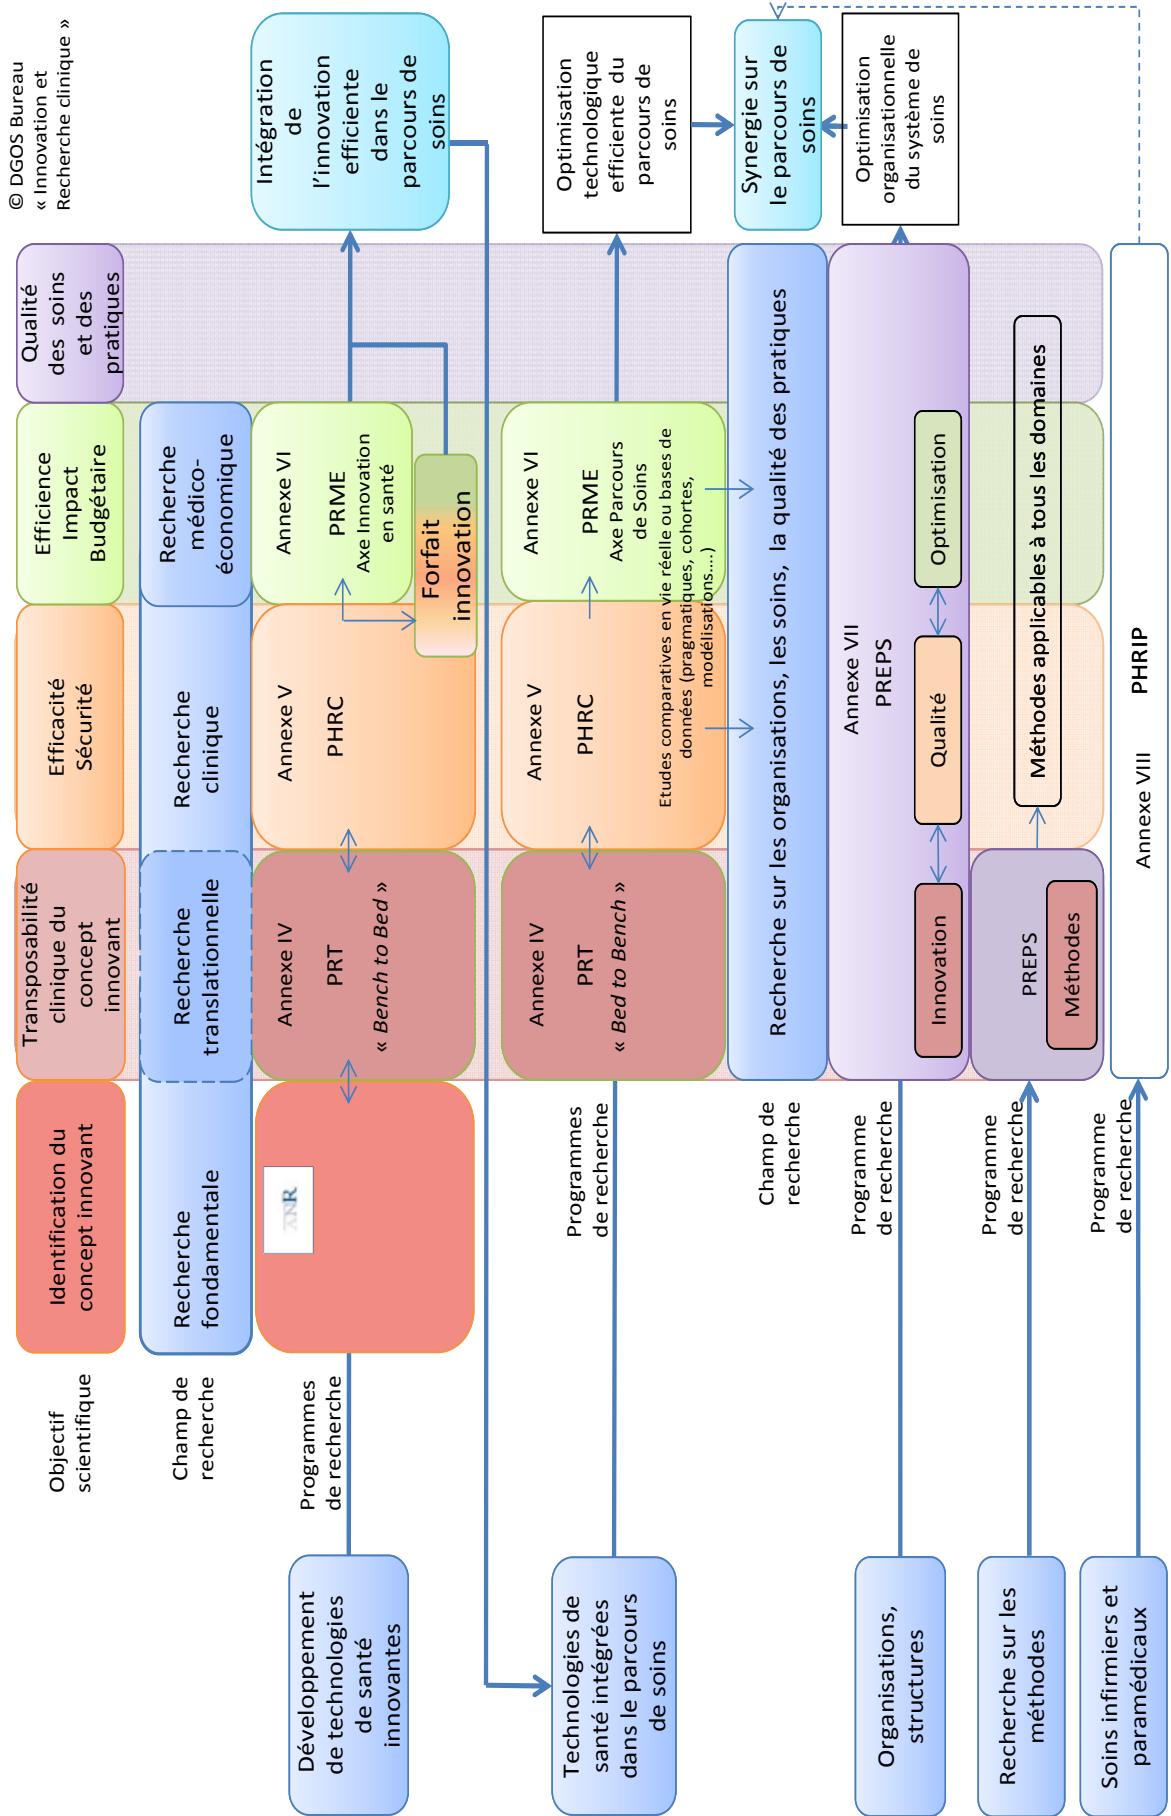 © DGOS Bureau
« Innovation et
Recherche clinique »
Objectif
scientifique
Identification du
concept innovant
Transposabilité
clinique du
concept
innovant
Efficacité
Sécurité
Efficience
Impact
Budgétaire
Qualité
des soins
et des
pratiques
Champ de
recherche
Recherche
fondamentale
Recherche
translationnelle
Recherche
clinique
Recherche
médico-
économique
Développement
de technologies
de santé
innovantes
Programmes
de recherche
ANR
Annexe IV
PRT
« Bench to Bed »
Annexe V
PHRC
Annexe VI
PRME
Axe Innovation
en santé
Forfait
innovation
Intégration
de
l’innovation
efficiente
dans le
parcours de
soins
Technologies de
santé intégrées
dans le parcours
de soins
Programmes
de recherche
Annexe IV
PRT
« Bed to Bench »
Annexe V
PHRC
Annexe VI
PRME
Axe Parcours
de Soins
Etudes comparatives en vie réelle ou bases de
données (pragmatiques, cohortes,
modélisations....)
Optimisation
technologique
efficiente du
parcours de
soins
Champ de
recherche
Recherche sur les organisations, les soins, la qualité des pratiques
Synergie sur
le parcours de
soins
Organisations,
structures
Programme
de recherche
Annexe VII
PREPS
Innovation
Qualité
Optimisation
Optimisation
organisationnelle
du système de
soins
Recherche sur les
méthodes
Programme
de recherche
PREPS
Méthodes
Méthodes applicables à tous les domaines
Soins infirmiers et
paramédicaux
Programme
de recherche
Annexe VIII
PHRIP